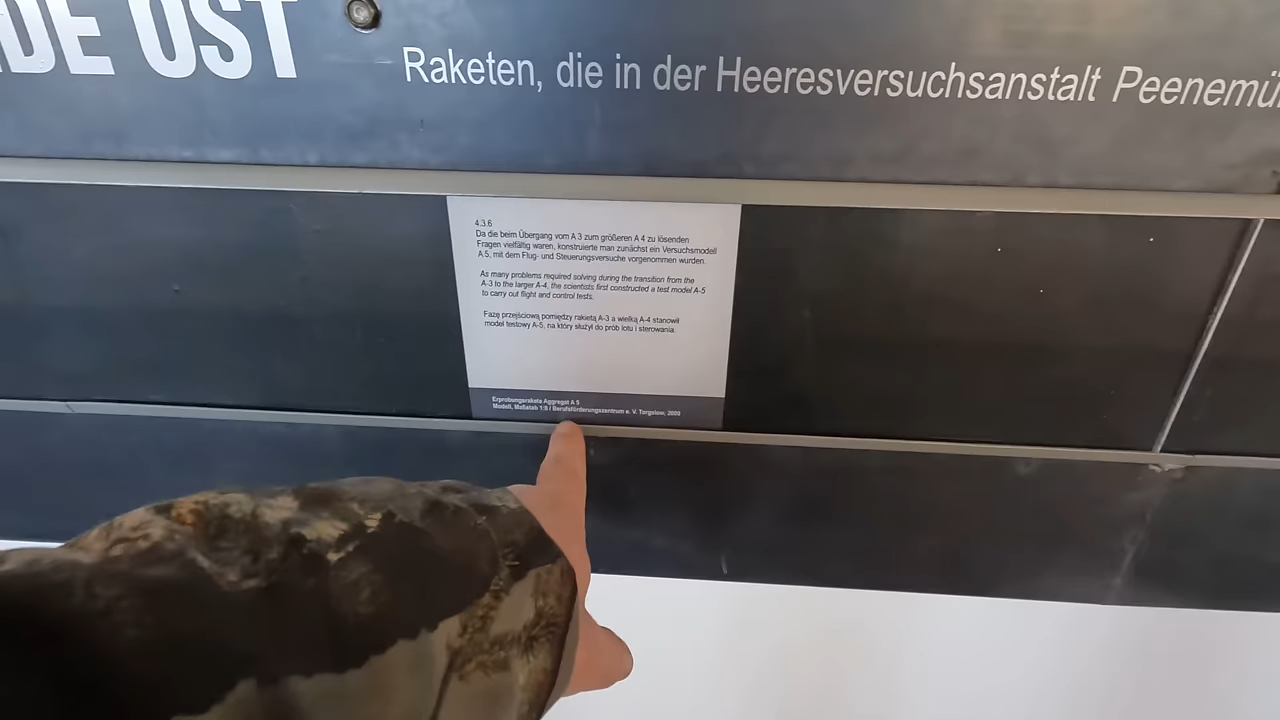 DE OST
Raketen, die in der Heeresversuchsanstalt Peenemü
4.3.6
Da die beim Übergang vom A 3 zum größeren A 4 zu lösenden
Fragen vielfältig waren, konstruierte man zunächst ein Versuchsmodell
A 5, mit dem Flug- und Steuerungsversuche vorgenommen wurden.
As many problems required solving during the transition from the
A-3 to the larger A-4, the scientists first constructed a test model A-5
to carry out flight and control tests.
Fazę przejściową pomiędzy rakietą A-3 a wielką A-4 stanowił
model testowy A-5, na który służył do prób lotu i sterowania.
Erprobungsrakete Aggregat A 5
Modell, Maßstab 1:5 / Berufsförderungszentrum e. V. Torgelow, 2000